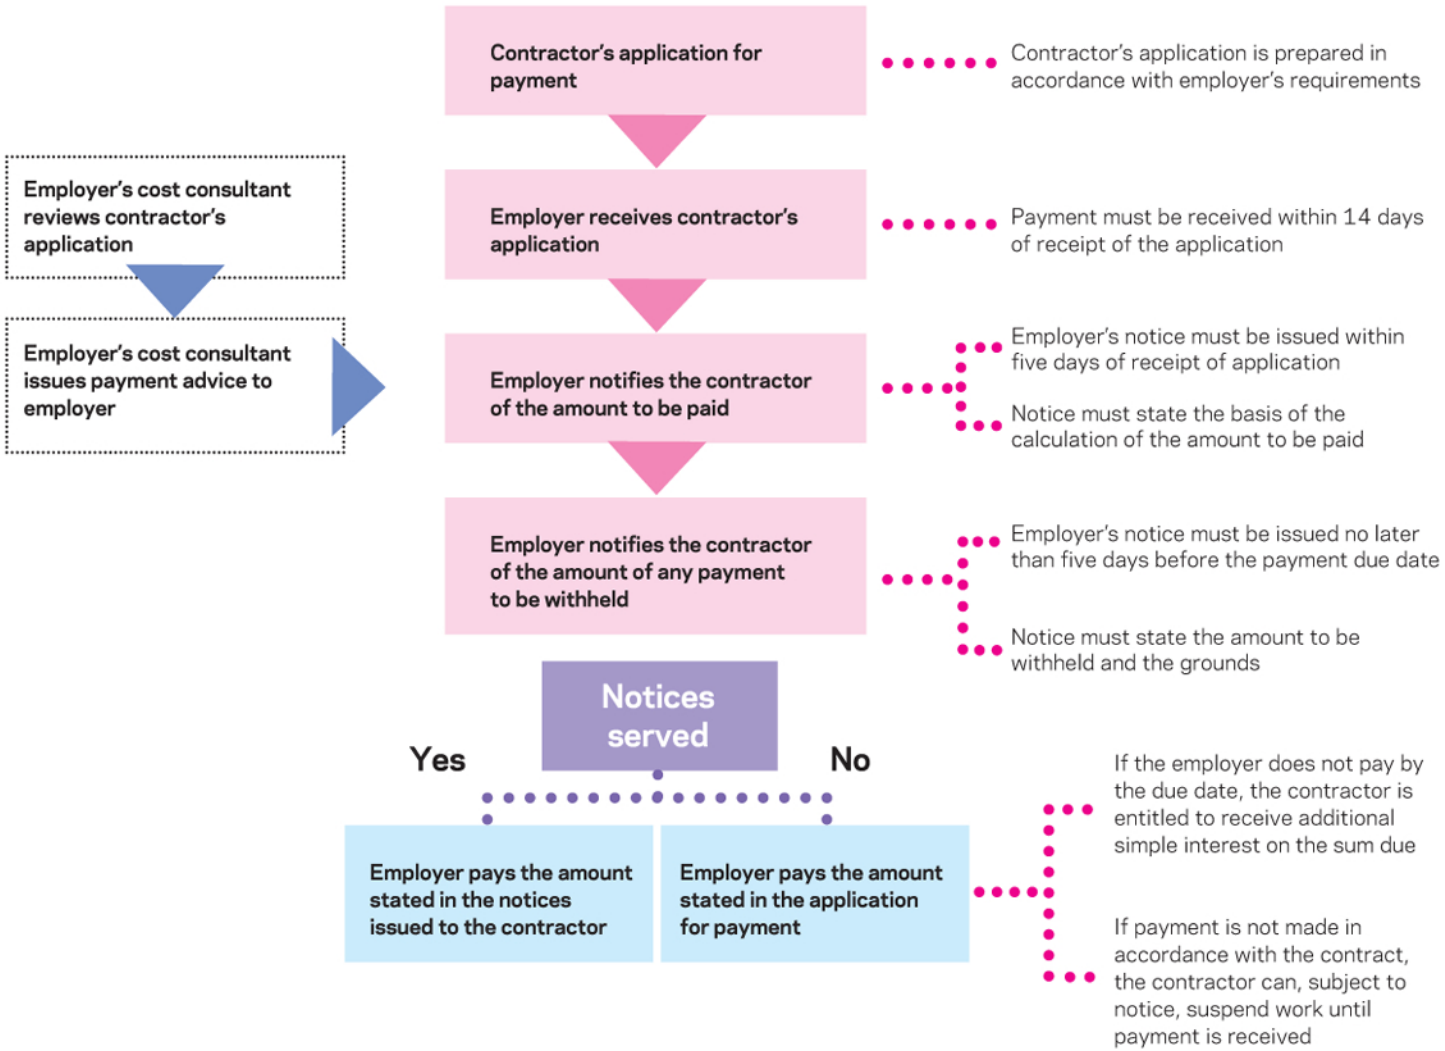 Contractor's application for
payment
Contractor's application is prepared in
accordance with employer's requirements
Employer's cost consultant
reviews contractor's
application
Employer receives contractor's
application
Payment must be received within 14 days
of receipt of the application
Employer's cost consultant
issues payment advice to
employer
Employer notifies the contractor
of the amount to be paid
Employer's notice must be issued within
five days of receipt of application
Notice must state the basis of the
calculation of the amount to be paid
Employer notifies the contractor
of the amount of any payment
to be withheld
Employer's notice must be issued no later
than five days before the payment due date
Notice must state the amount to be
withheld and the grounds
Notices
served
Yes
No
Employer pays the amount
stated in the notices
issued to the contractor
Employer pays the amount
stated in the application
for payment
If the employer does not pay by
the due date, the contractor is
entitled to receive additional
simple interest on the sum due
If payment is not made in
accordance with the contract,
the contractor can, subject to
notice, suspend work until
payment is received